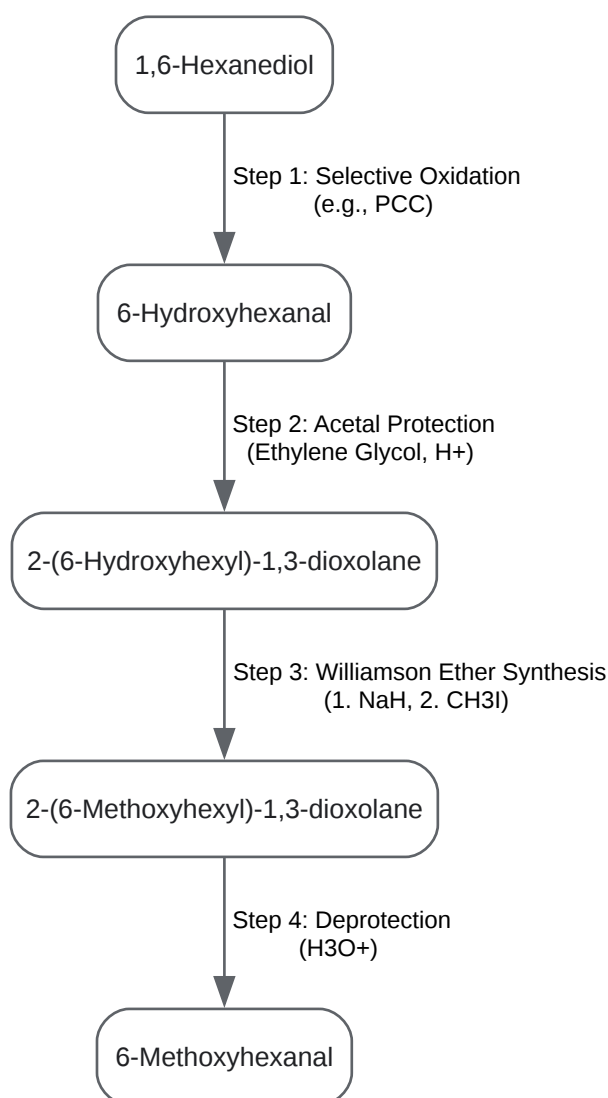 1,6-Hexanediol
Step 1: Selective Oxidation
(e.g., PCC)
6-Hydroxyhexanal
Step 2: Acetal Protection
(Ethylene Glycol, H+)
2-(6-Hydroxyhexyl)-1,3-dioxolane
Step 3: Williamson Ether Synthesis
(1. NaH, 2. CH3I)
2-(6-Methoxyhexyl)-1,3-dioxolane
Step 4: Deprotection
(H3O+)
6-Methoxyhexanal